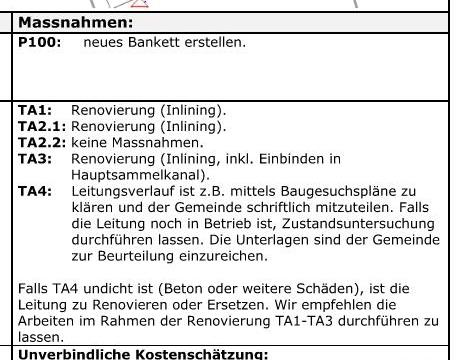 Massnahmen:
P100: neues Bankett erstellen.
TA1: Renovierung (Inlining).
TA2.1: Renovierung (Inlining).
TA2.2: keine Massnahmen.
TA3: Renovierung (Inlining, inkl. Einbinden in
Hauptsammelkanal).
TA4: Leitungsverlauf ist z.B. mittels Baugesuchspläne zu
klären und der Gemeinde schriftlich mitzuteilen. Falls
die Leitung noch in Betrieb ist, Zustandsuntersuchung
durchführen lassen. Die Unterlagen sind der Gemeinde
zur Beurteilung einzureichen.
Falls TA4 undicht ist (Beton oder weitere Schäden), ist die
Leitung zu Renovieren oder Ersetzen. Wir empfehlen die
Arbeiten im Rahmen der Renovierung TA1-TA3 durchführen zu
lassen.
Unverbindliche Kostenschätzung: